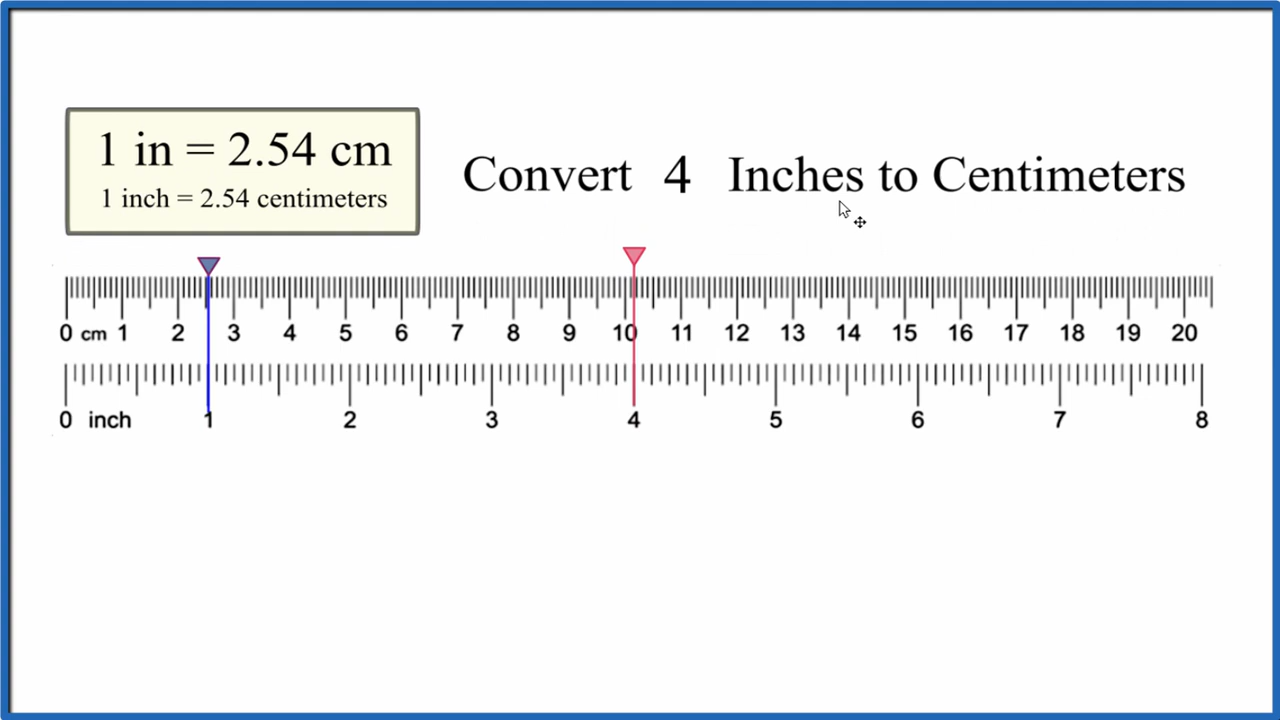 1 in = 2.54 cm
1 inch = 2.54 centimeters
Convert 4 Inches to Centimeters
0 cm 1 2 3 4 5 6 7 8 9 10 11 12 13 14 15 16 17 18 19 20
0 inch 1 2 3 4 5 6 7 8